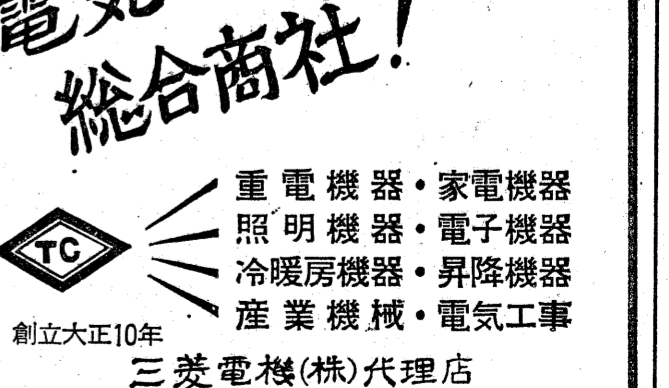 電気
総合商社!
重電機器・家電機器
照明機器・電子機器
TC
冷暖房機器・昇降機器
産業機械・電気工事
創立大正10年
三菱電機(株)代理店